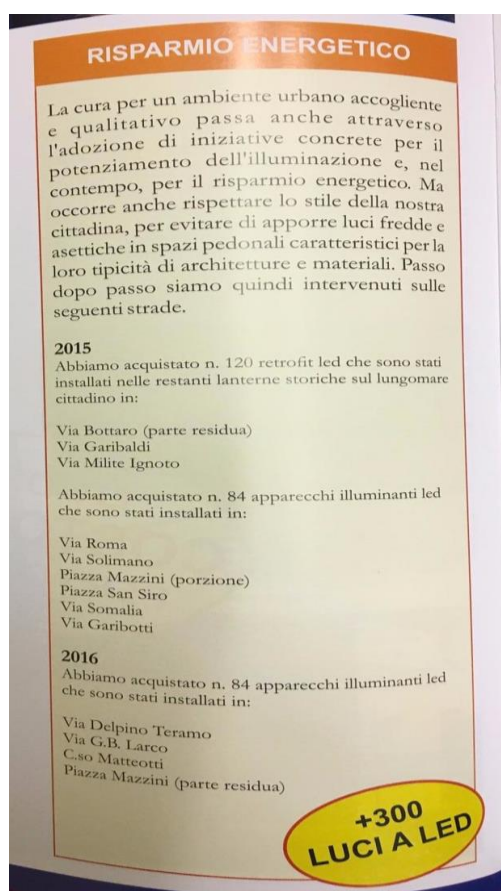 RISPARMIO ENERGETICO
La cura per un ambiente urbano accogliente
e qualitativo passa anche attraverso
l'adozione di iniziative concrete per il
potenziamento dell'illuminazione e, nel
contempo, per il risparmio energetico. Ma
occorre anche rispettare lo stile della nostra
cittadina, per evitare di apporre luci fredde e
asettiche in spazi pedonali caratteristici per la
loro tipicità di architetture e materiali. Passo
dopo passo siamo quindi intervenuti sulle
seguenti strade.
2015
Abbiamo acquistato n. 120 retrofit led che sono stati
installati nelle restanti lanterne storiche sul lungomare
cittadino in:
Via Bottaro (parte residua)
Via Garibaldi
Via Milite Ignoto
Abbiamo acquistato n. 84 apparecchi illuminanti led
che sono stati installati in:
Via Roma
Via Solimano
Piazza Mazzini (porzione)
Piazza San Siro
Via Somalia
Via Garibotti
2016
Abbiamo acquistato n. 84 apparecchi illuminanti led
che sono stati installati in:
Via Delpino Teramo
Via G.B. Larco
C.so Matteotti
Piazza Mazzini (parte residua)
+300
LUCI A LED